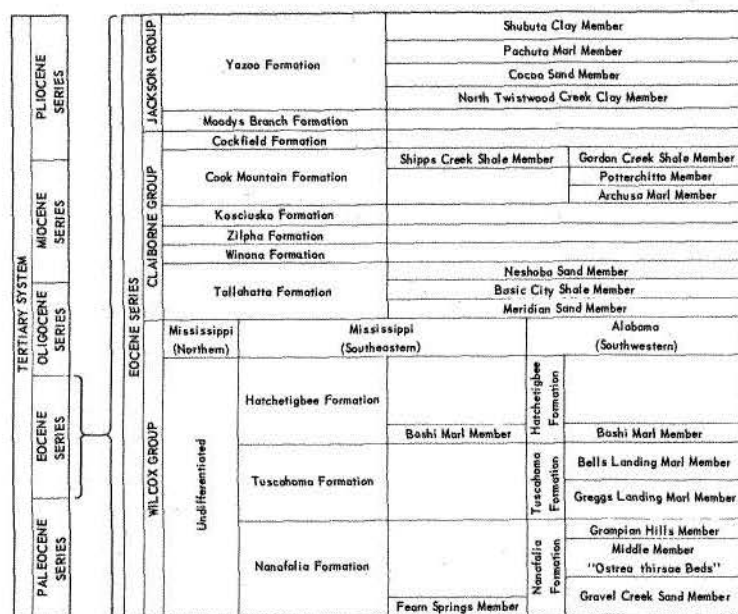 TERTIARY SYSTEM
PLIOCENE SERIES
MIOCENE SERIES
OLIGOCENE SERIES
EOCENE SERIES
PALEOCENE SERIES
EOCENE SERIES
JACKSON GROUP
Yazoo Formation
Shubuta Clay Member
Pachuta Marl Member
Cocoa Sand Member
North Twistwood Creek Clay Member
Moodys Branch Formation
CLAIBORNE GROUP
Cockfield Formation
Cook Mountain Formation
Shipps Creek Shale Member
Gordon Creek Shale Member
Potterchitto Member
Archusa Marl Member
Kosciusko Formation
Zilpha Formation
Winona Formation
Tallahatta Formation
Neshoba Sand Member
Basic City Shale Member
Meridian Sand Member
WILCOX GROUP
Mississippi
(Northern)
Mississippi
(Southeastern)
Alabama
(Southwestern)
Undifferentiated
Hatchetigbee Formation
Bashi Marl Member
Hatchetigbee
Formation
Bashi Marl Member
Tuscahoma Formation
Tuscahoma
Formation
Bells Landing Marl Member
Greggs Landing Marl Member
Nanafalia Formation
Fearn Springs Member
Nanafalia
Formation
Grampian Hills Member
Middle Member
"Ostrea thirsae Beds"
Gravel Creek Sand Member